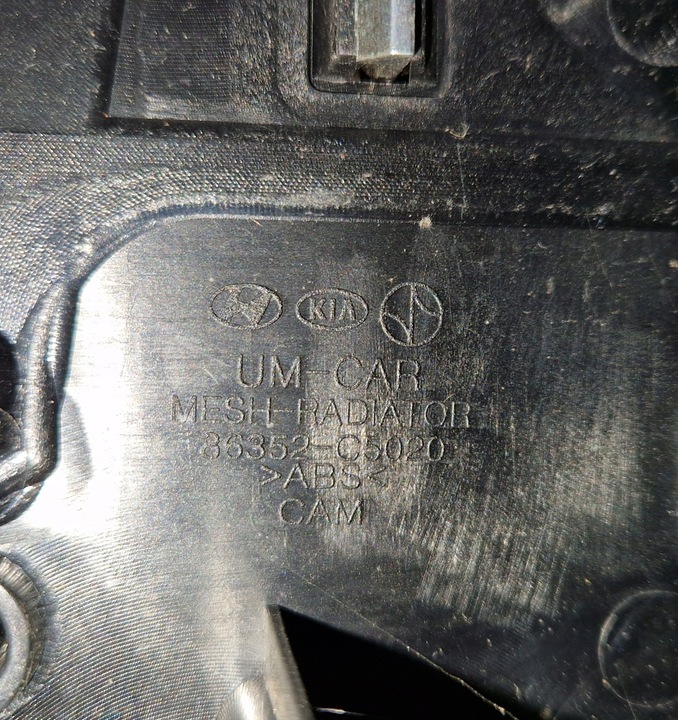 KIA
UM-CAR
MESH-RADIATOR
86352-C5020
>ABS<
CAM